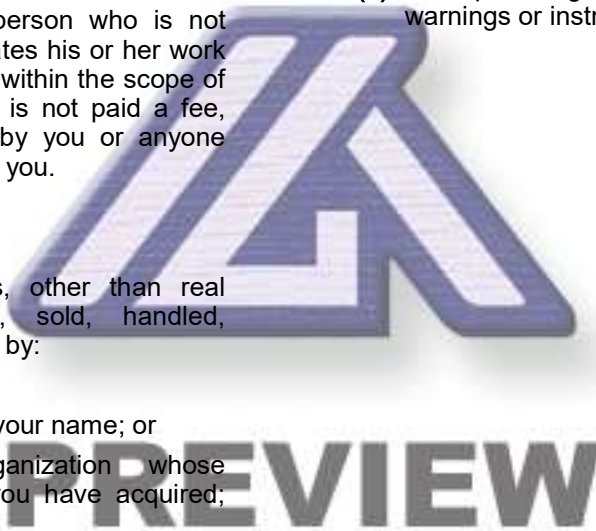 person who is not
ates his or her work
within the scope of
is not paid a fee,
by you or anyone
you.
s, other than real
, sold, handled,
by:
your name; or
ganization whose
you have acquired;
warnings or instr
PREVIEW